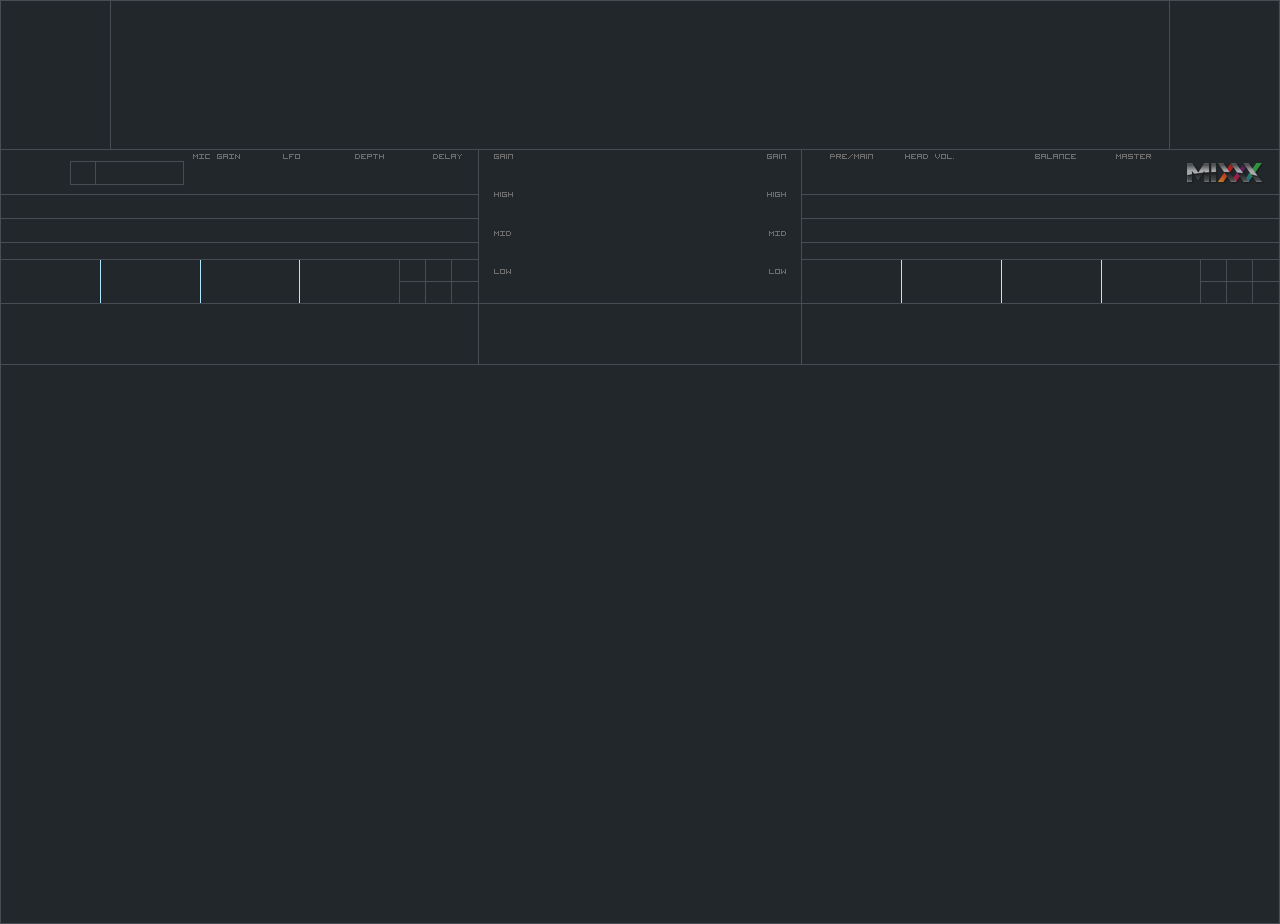 MIC GAIN LFO DEPTH DELAY GAIN GAIN PRE/MAIN HEAD VOL. BALANCE MASTER
MIXXX
HIGH HIGH
MID MID
LOW LOW